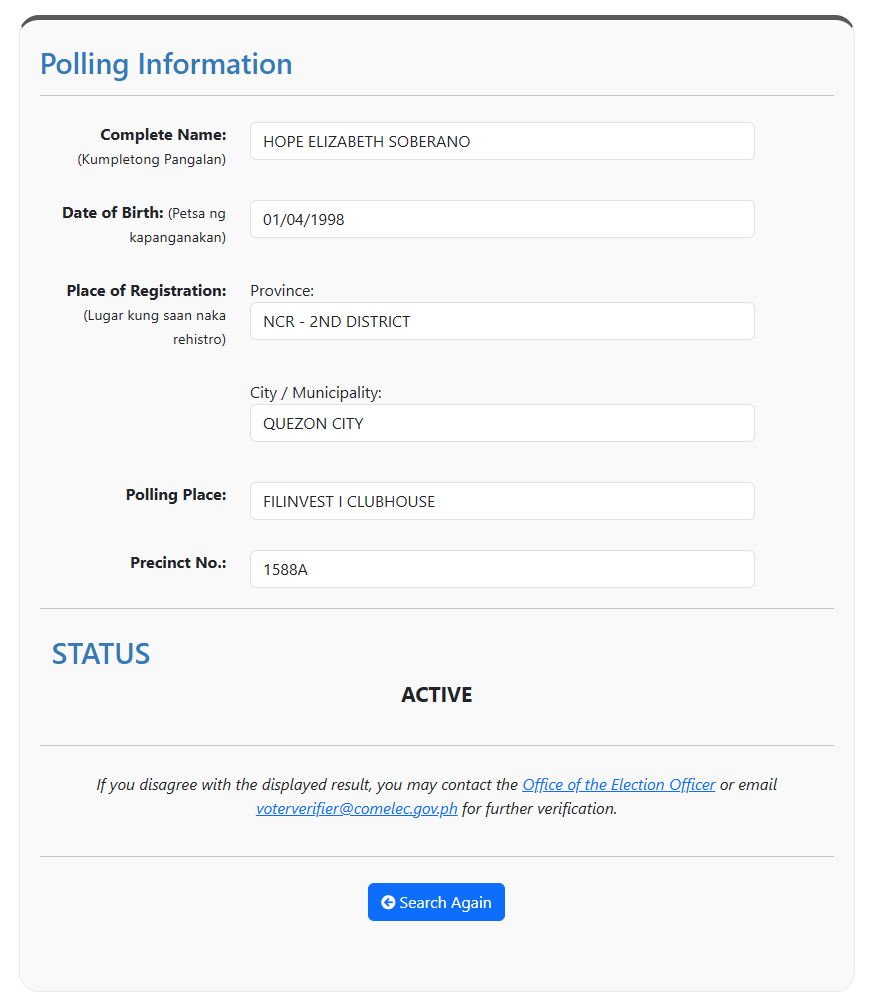 Polling Information
Complete Name:
(Kumpletong Pangalan)
HOPE ELIZABETH SOBERANO
Date of Birth: (Petsa ng
kapanganakan)
01/04/1998
Place of Registration:
(Lugar kung saan naka
rehistro)
Province:
NCR - 2ND DISTRICT
City / Municipality:
QUEZON CITY
Polling Place:
FILINVEST I CLUBHOUSE
Precinct No.:
1588A
STATUS
ACTIVE
If you disagree with the displayed result, you may contact the Office of the Election Officer or email
voterverifier@comelec.gov.ph for further verification.
Search Again